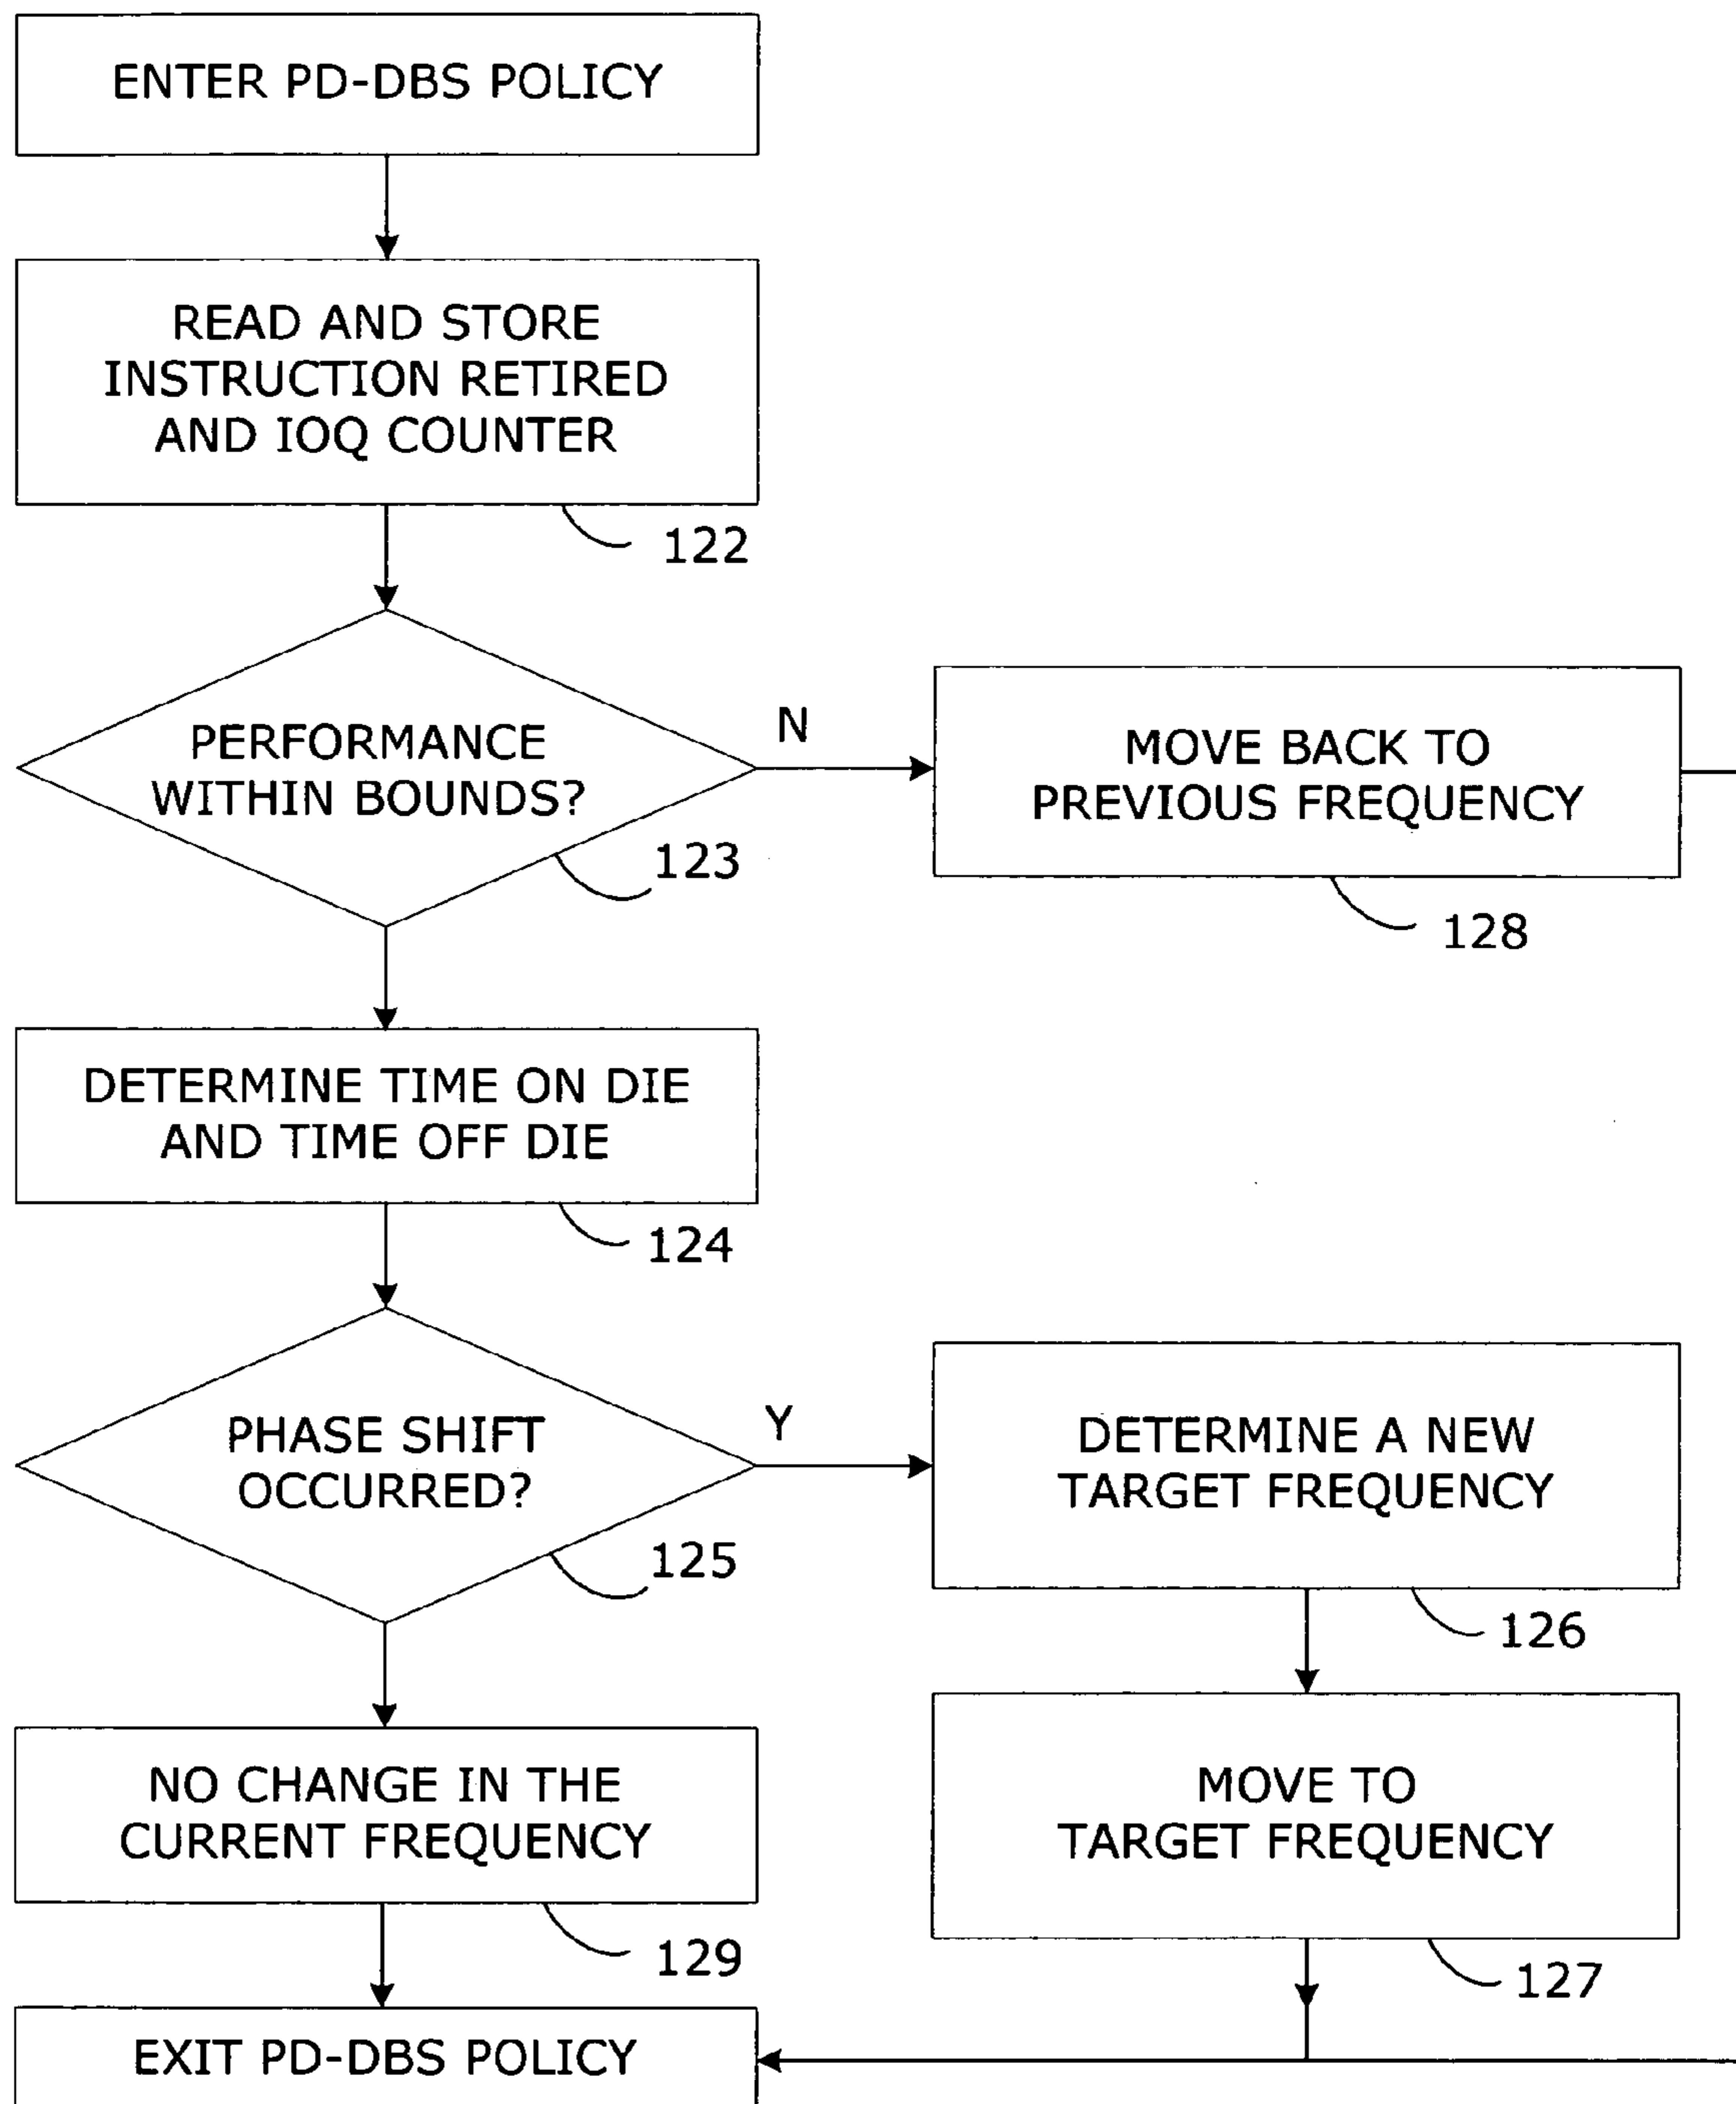 ENTER PD-DBS POLICY
READ AND STORE
INSTRUCTION RETIRED
AND IOQ COUNTER
122
PERFORMANCE
WITHIN BOUNDS?
N
123
MOVE BACK TO
PREVIOUS FREQUENCY
128
DETERMINE TIME ON DIE
AND TIME OFF DIE
124
PHASE SHIFT
OCCURRED?
Y
125
DETERMINE A NEW
TARGET FREQUENCY
126
NO CHANGE IN THE
CURRENT FREQUENCY
129
MOVE TO
TARGET FREQUENCY
127
EXIT PD-DBS POLICY